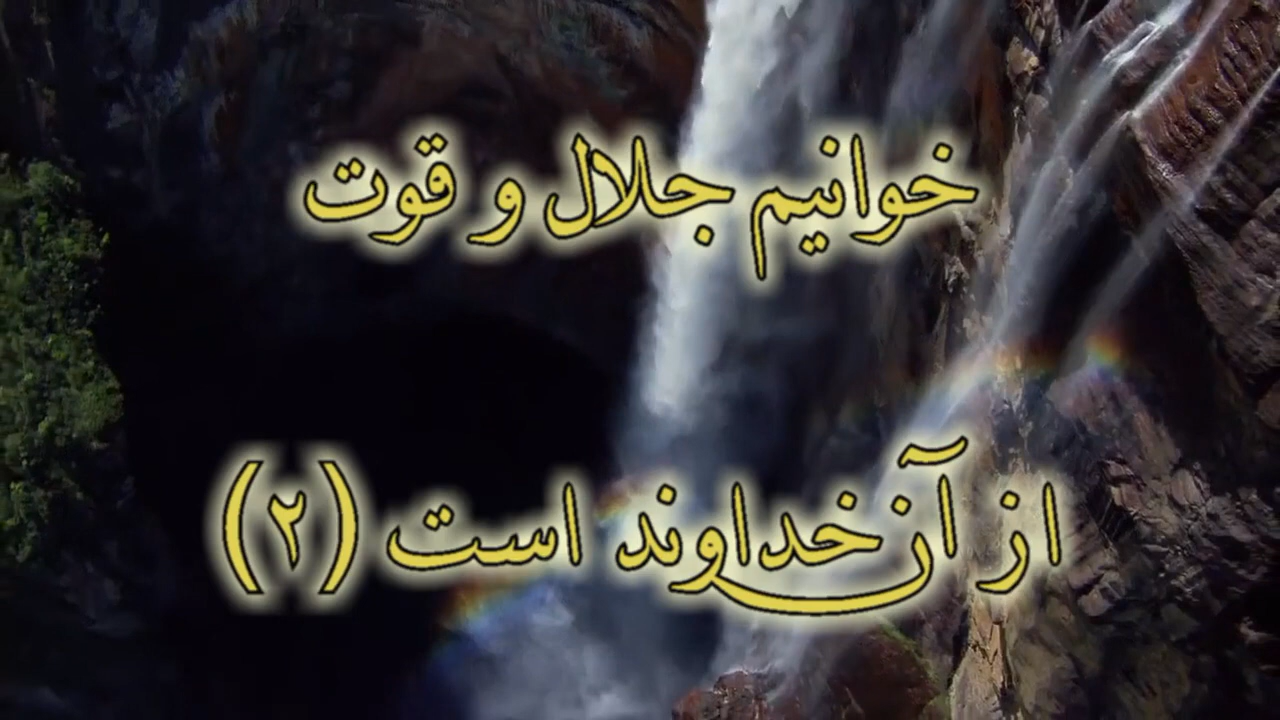 خوانیم جلال و قوت
از آن خداوند است (۲)